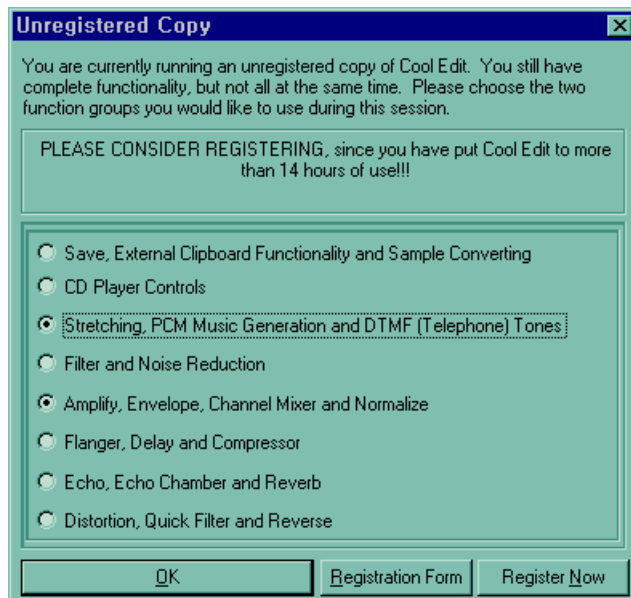 Unregistered Copy
You are currently running an unregistered copy of Cool Edit.  You still have
complete functionality, but not all at the same time.  Please choose the two
function groups you would like to use during this session.
PLEASE CONSIDER REGISTERING, since you have put Cool Edit to more
than 14 hours of use!!!
Save, External Clipboard Functionality and Sample Converting
CD Player Controls
Stretching, PCM Music Generation and DTMF (Telephone) Tones
Filter and Noise Reduction
Amplify, Envelope, Channel Mixer and Normalize
Flanger, Delay and Compressor
Echo, Echo Chamber and Reverb
Distortion, Quick Filter and Reverse
OK
Registration Form
Register Now